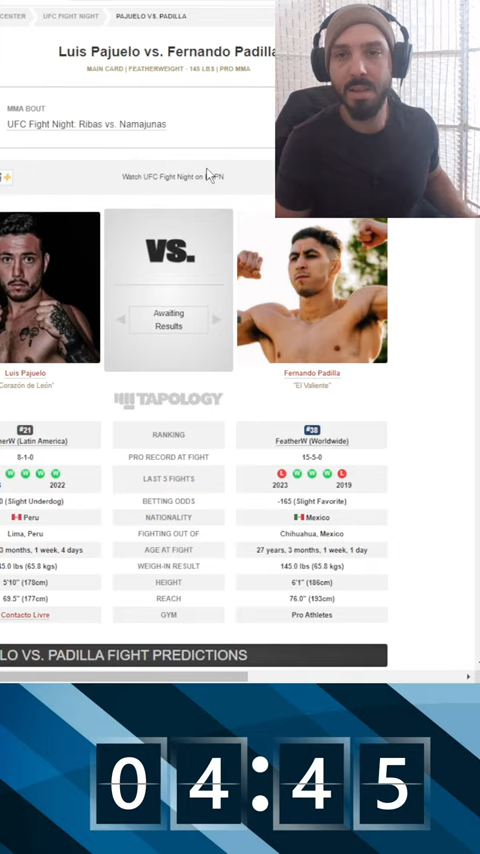 CENTER UFC FIGHT NIGHT PAJUELO VS. PADILLA
Luis Pajuelo vs. Fernando Padilla
MAIN CARD | FEATHERWEIGHT · 145 LBS | PRO MMA
MMA BOUT
UFC Fight Night: Ribas vs. Namajunas
Watch UFC Fight Night on PN
VS.
Awaiting
Results
Luis Pajuelo
Corazón de León"
Fernando Padilla
"El Valiente"
TAPOLOGY
#21
erW (Latin America)
RANKING
#38
FeatherW (Worldwide)
8-1-0 PRO RECORD AT FIGHT 15-5-0
W W W W
2022
LAST 5 FIGHTS
L W W W L
2023 2019
0 (Slight Underdog) BETTING ODDS -165 (Slight Favorite)
Peru NATIONALITY Mexico
Lima, Peru FIGHTING OUT OF Chihuahua, Mexico
3 months, 1 week, 4 days AGE AT FIGHT 27 years, 3 months, 1 week, 1 day
45.0 lbs (65.8 kgs) WEIGH-IN RESULT 145.0 lbs (65.8 kgs)
5'10" (178cm) HEIGHT 6'1" (186cm)
69.5" (177cm) REACH 76.0" (193cm)
Contacto Livre GYM Pro Athletes
LO VS. PADILLA FIGHT PREDICTIONS
04:45